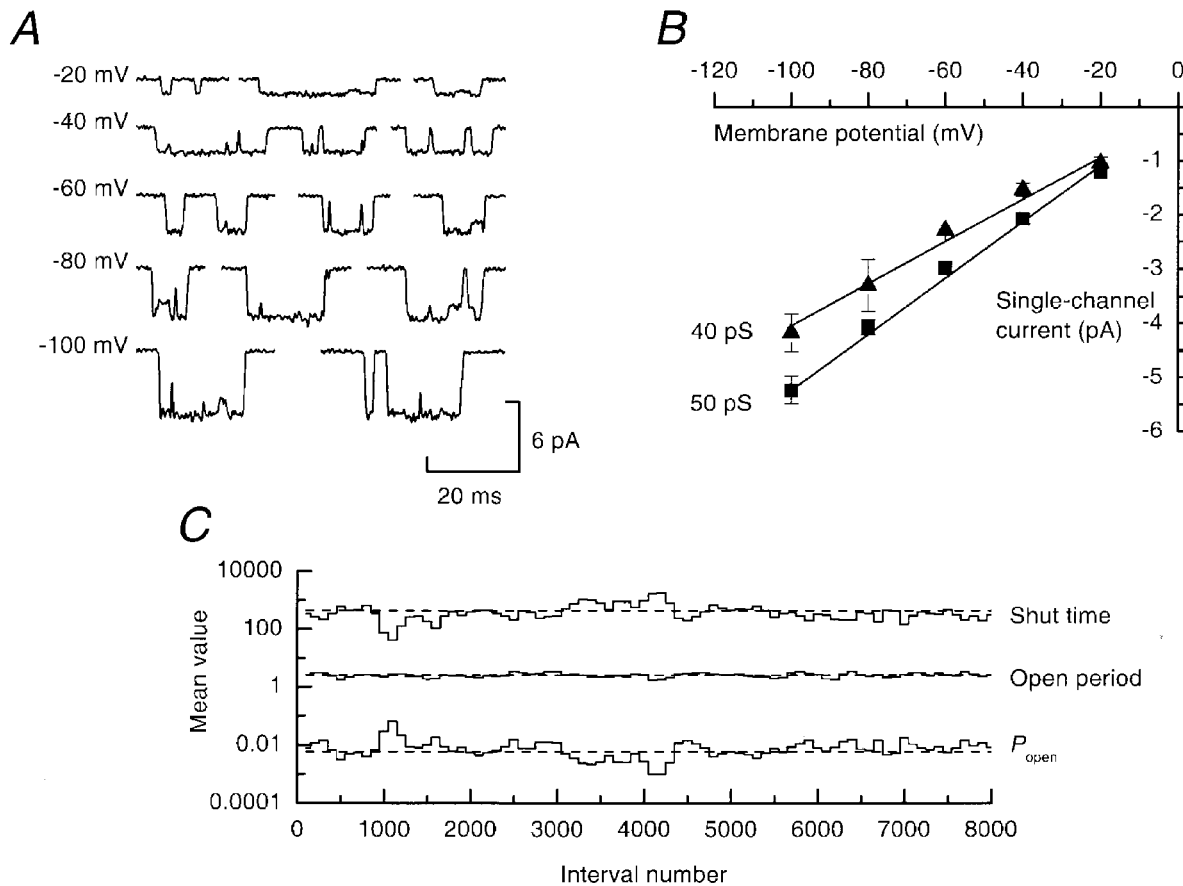 A
-20 mV
-40 mV
-60 mV
-80 mV
-100 mV
6 pA
20 ms
B
-120 -100 -80 -60 -40 -20 0
Membrane potential (mV)
-1
-2
-3
-4
-5
-6
Single-channel
current (pA)
40 pS
50 pS
C
Mean value
10000
100
1
0.01
0.0001
Shut time
Open period
Popen
0 1000 2000 3000 4000 5000 6000 7000 8000
Interval number